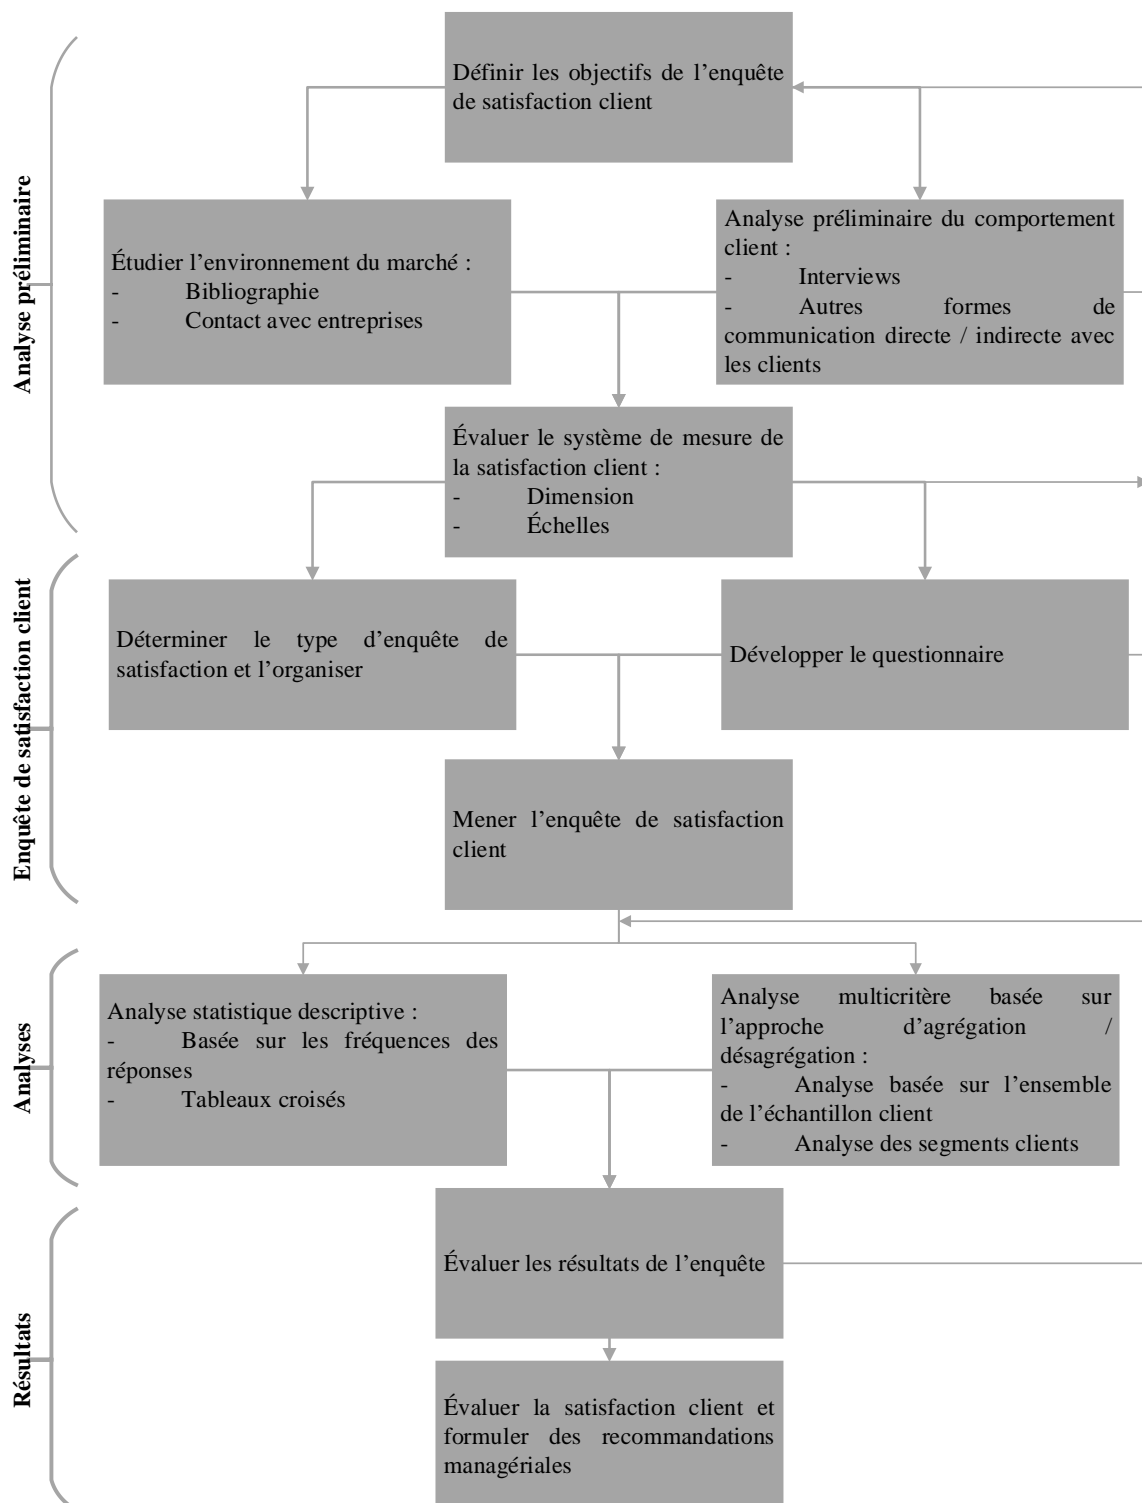 Définir les objectifs de l’enquête
de satisfaction client
Analyse préliminaire
Étudier l’environnement du marché :
- Bibliographie
- Contact avec entreprises
Analyse préliminaire du comportement
client :
- Interviews
- Autres formes de
communication directe / indirecte avec
les clients
Évaluer le système de mesure de
la satisfaction client :
- Dimension
- Échelles
Enquête de satisfaction client
Déterminer le type d’enquête de
satisfaction et l’organiser
Développer le questionnaire
Mener l’enquête de satisfaction
client
Analyses
Analyse statistique descriptive :
- Basée sur les fréquences des
réponses
- Tableaux croisés
Analyse multicritère basée sur
l’approche d’agrégation /
désagrégation :
- Analyse basée sur l’ensemble
de l’échantillon client
- Analyse des segments clients
Résultats
Évaluer les résultats de l’enquête
Évaluer la satisfaction client et
formuler des recommandations
managériales